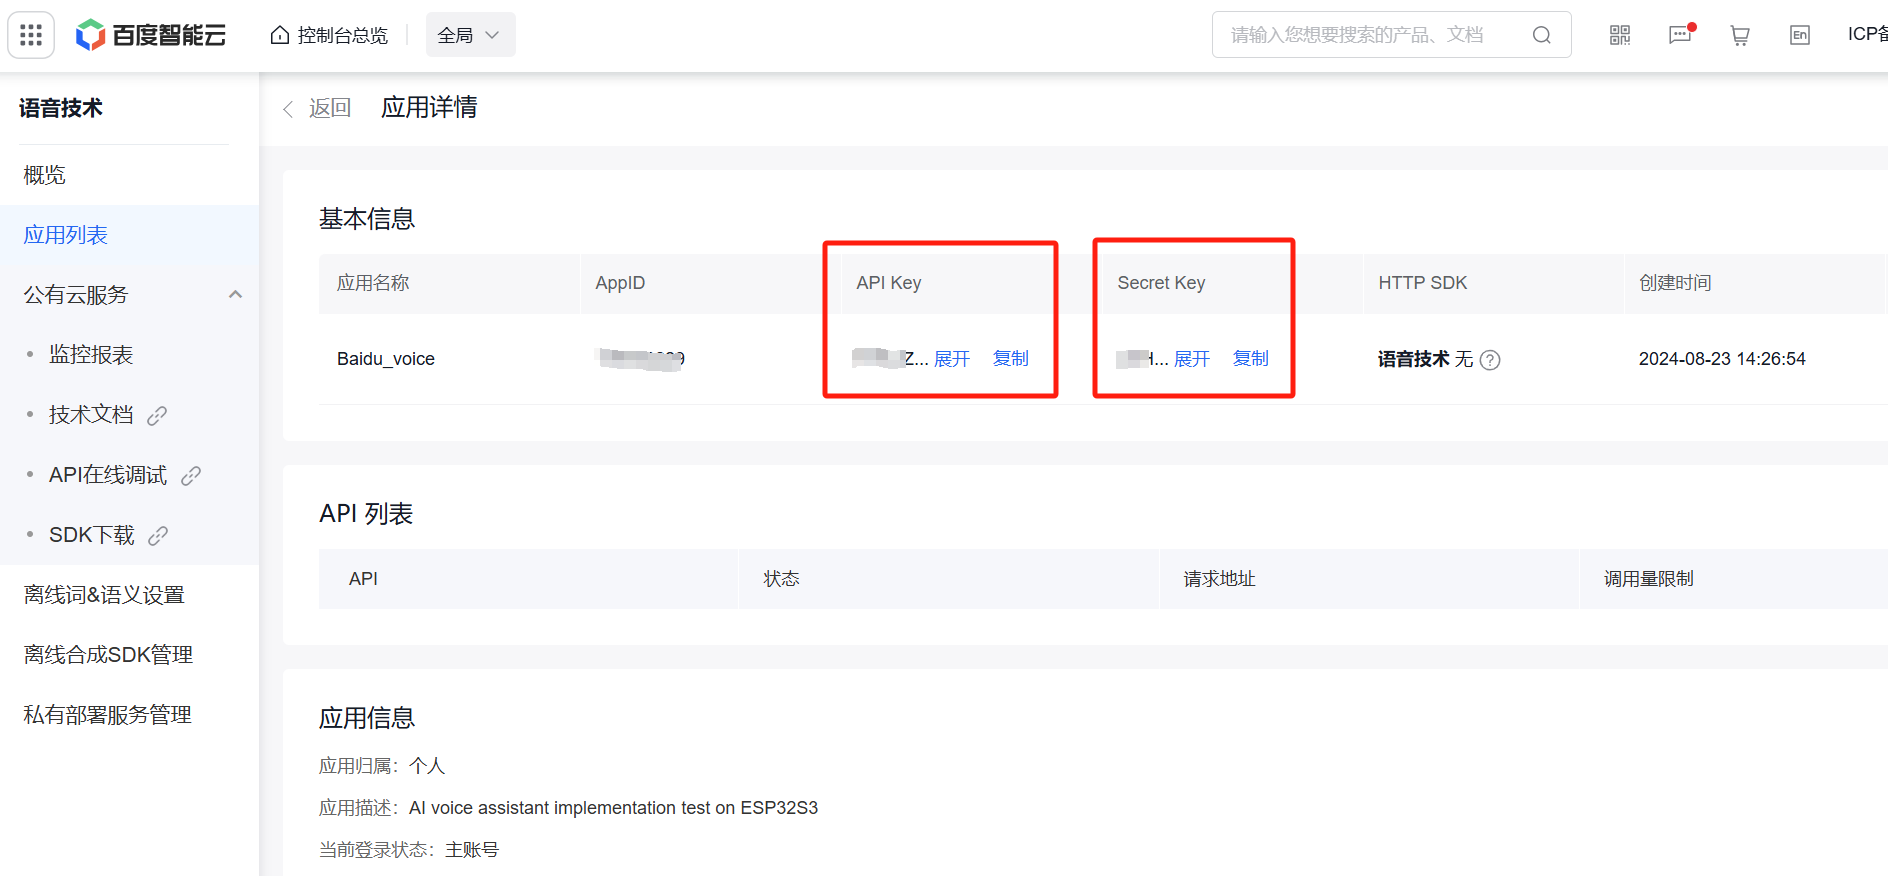 百度智能云 控制台总览 全局 请输入您想要搜索的产品、文档 En ICP
语音技术
返回 应用详情
概览
应用列表
公有云服务
监控报表
技术文档
API在线调试
SDK下载
离线词&语义设置
离线合成SDK管理
私有部署服务管理
基本信息
应用名称 AppID API Key Secret Key HTTP SDK 创建时间
Baidu_voice Z... 展开 复制 H... 展开 复制 语音技术 无 ? 2024-08-23 14:26:54
API 列表
API 状态 请求地址 调用量限制
应用信息
应用归属：个人
应用描述：AI voice assistant implementation test on ESP32S3
当前登录状态：主账号